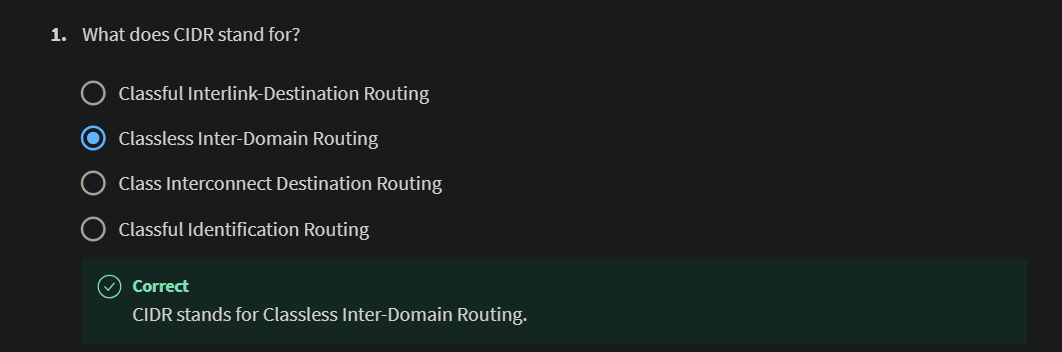 1. What does CIDR stand for?
Classful Interlink-Destination Routing
Classless Inter-Domain Routing
Class Interconnect Destination Routing
Classful Identification Routing
Correct
CIDR stands for Classless Inter-Domain Routing.